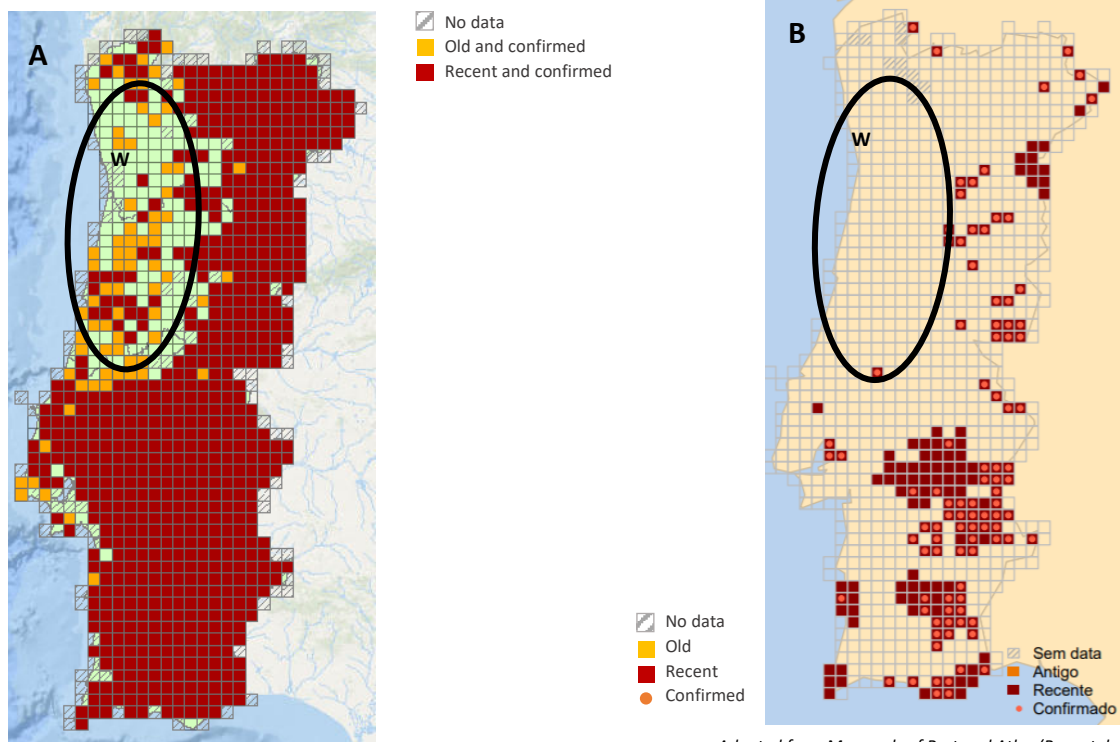 A
W
No data
Old and confirmed
Recent and confirmed
B
W
No data
Old
Recent
Confirmed
Sem data
Antigo
Recente
Confirmado